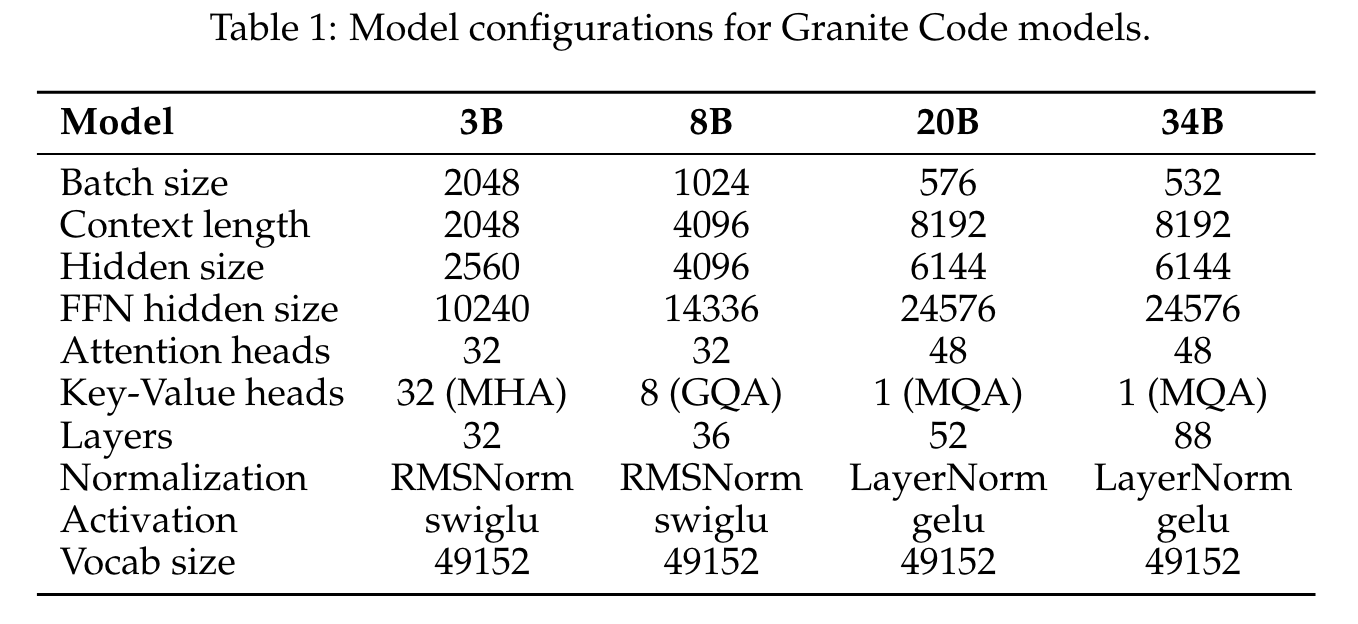 Table 1: Model configurations for Granite Code models.
Model 3B 8B 20B 34B
Batch size 2048 1024 576 532
Context length 2048 4096 8192 8192
Hidden size 2560 4096 6144 6144
FFN hidden size 10240 14336 24576 24576
Attention heads 32 32 48 48
Key-Value heads 32 (MHA) 8 (GQA) 1 (MQA) 1 (MQA)
Layers 32 36 52 88
Normalization RMSNorm RMSNorm LayerNorm LayerNorm
Activation swiglu swiglu gelu gelu
Vocab size 49152 49152 49152 49152